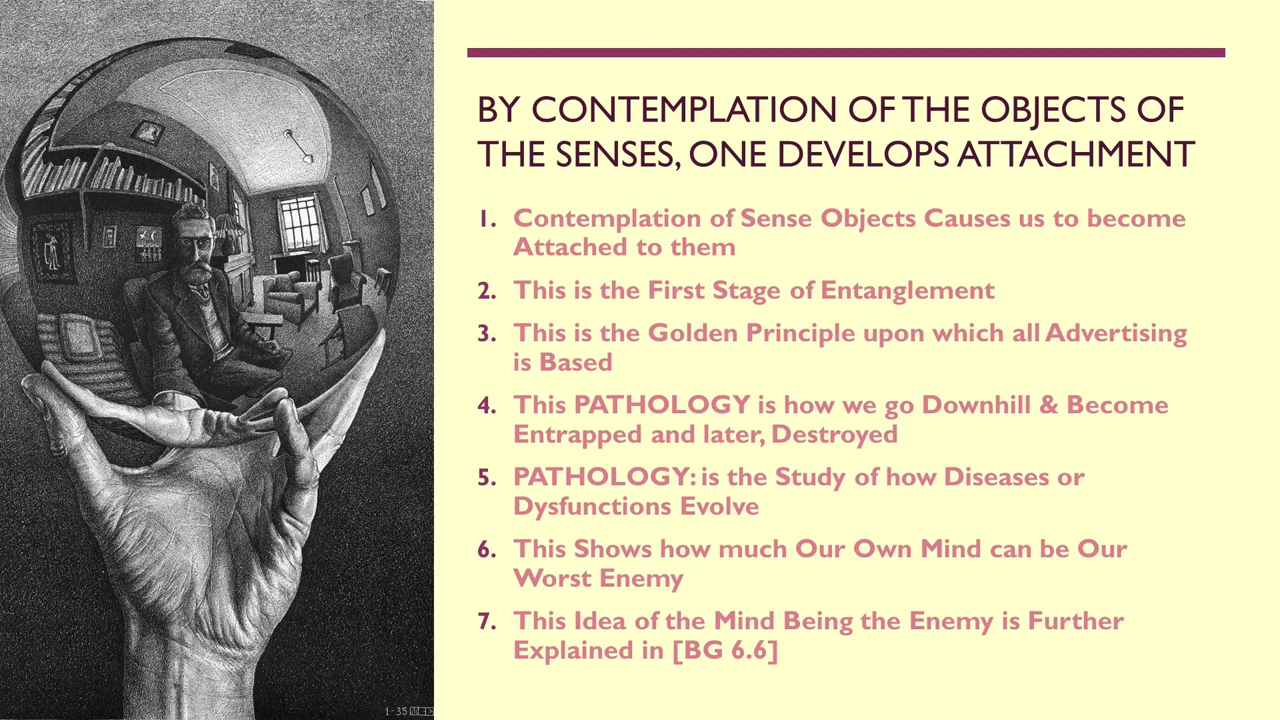 BY CONTEMPLATION OF THE OBJECTS OF
THE SENSES, ONE DEVELOPS ATTACHMENT
1. Contemplation of Sense Objects Causes us to become
Attached to them
2. This is the First Stage of Entanglement
3. This is the Golden Principle upon which all Advertising
is Based
4. This PATHOLOGY is how we go Downhill & Become
Entrapped and later, Destroyed
5. PATHOLOGY: is the Study of how Diseases or
Dysfunctions Evolve
6. This Shows how much Our Own Mind can be Our
Worst Enemy
7. This Idea of the Mind Being the Enemy is Further
Explained in [BG 6.6]
1-35